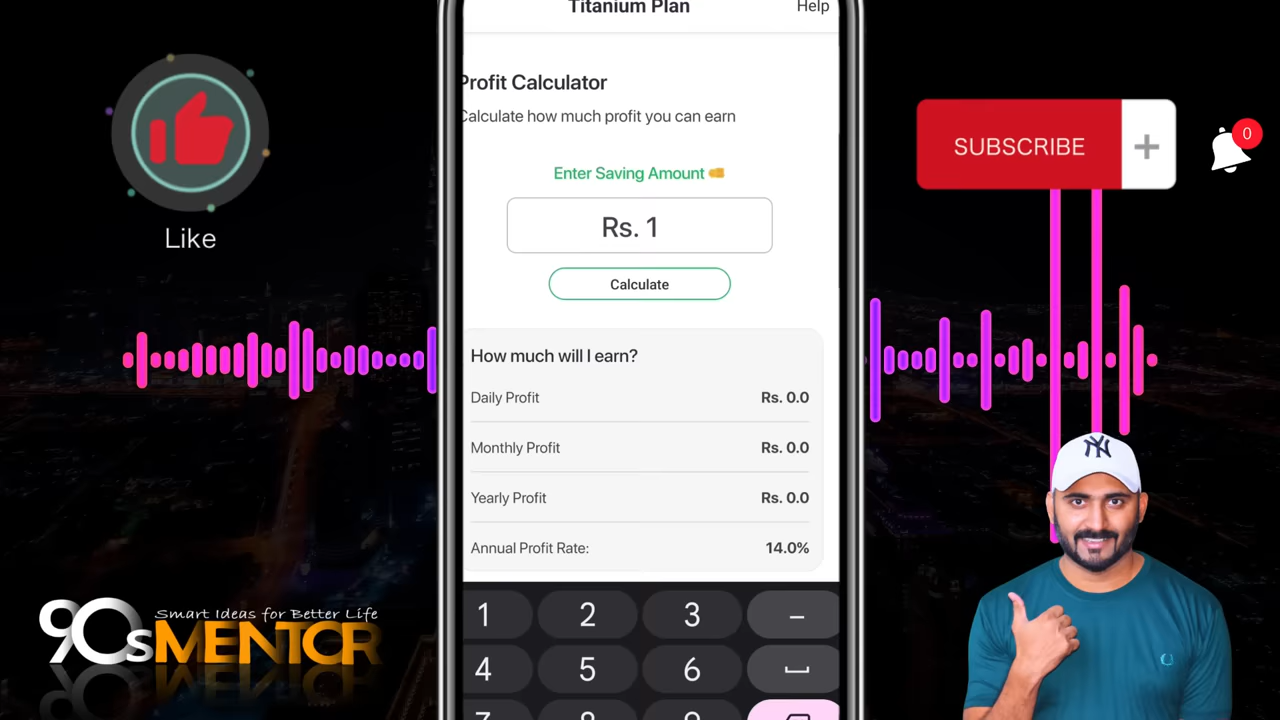 Titanium Plan
Help
Profit Calculator
Calculate how much profit you can earn
Enter Saving Amount
Rs. 1
Calculate
How much will I earn?
Daily Profit Rs. 0.0
Monthly Profit Rs. 0.0
Yearly Profit Rs. 0.0
Annual Profit Rate: 14.0%
1 2 3 –
4 5 6
Like
SUBSCRIBE +
0
NY
Smart Ideas for Better Life
90sMENTOR